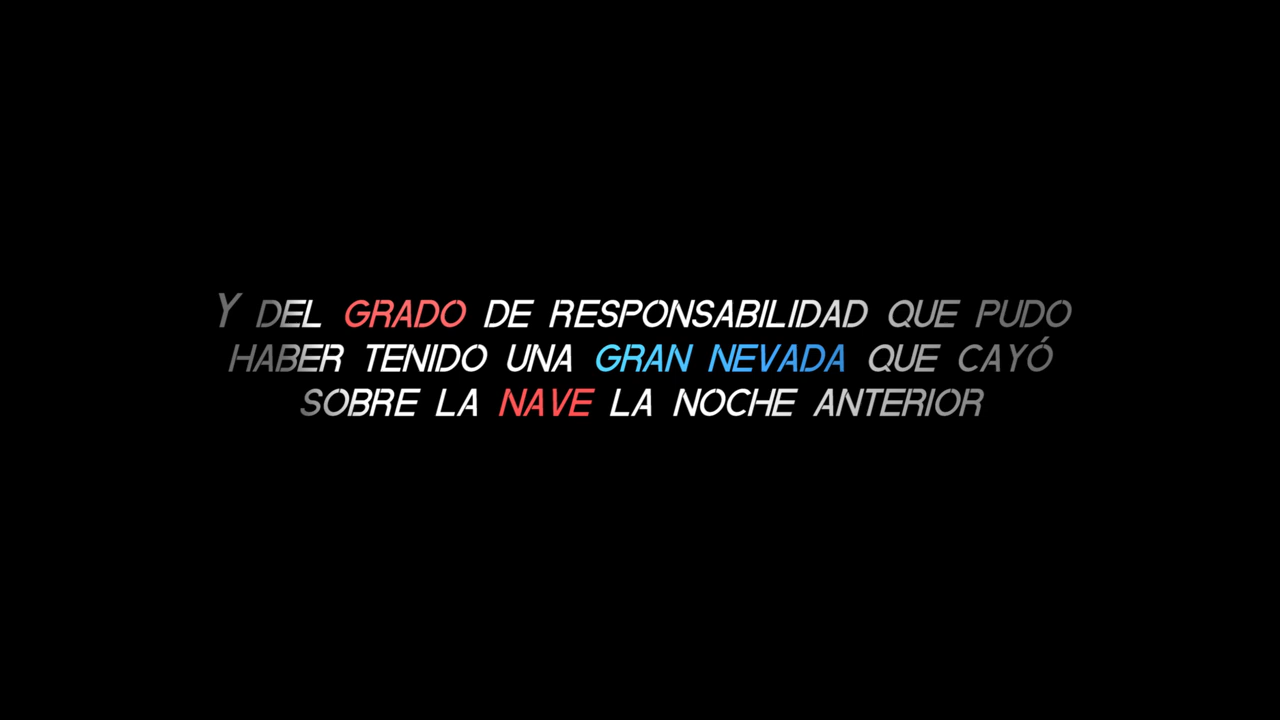 Y DEL GRADO DE RESPONSABILIDAD QUE PUDO
HABER TENIDO UNA GRAN NEVADA QUE CAYÓ
SOBRE LA NAVE LA NOCHE ANTERIOR